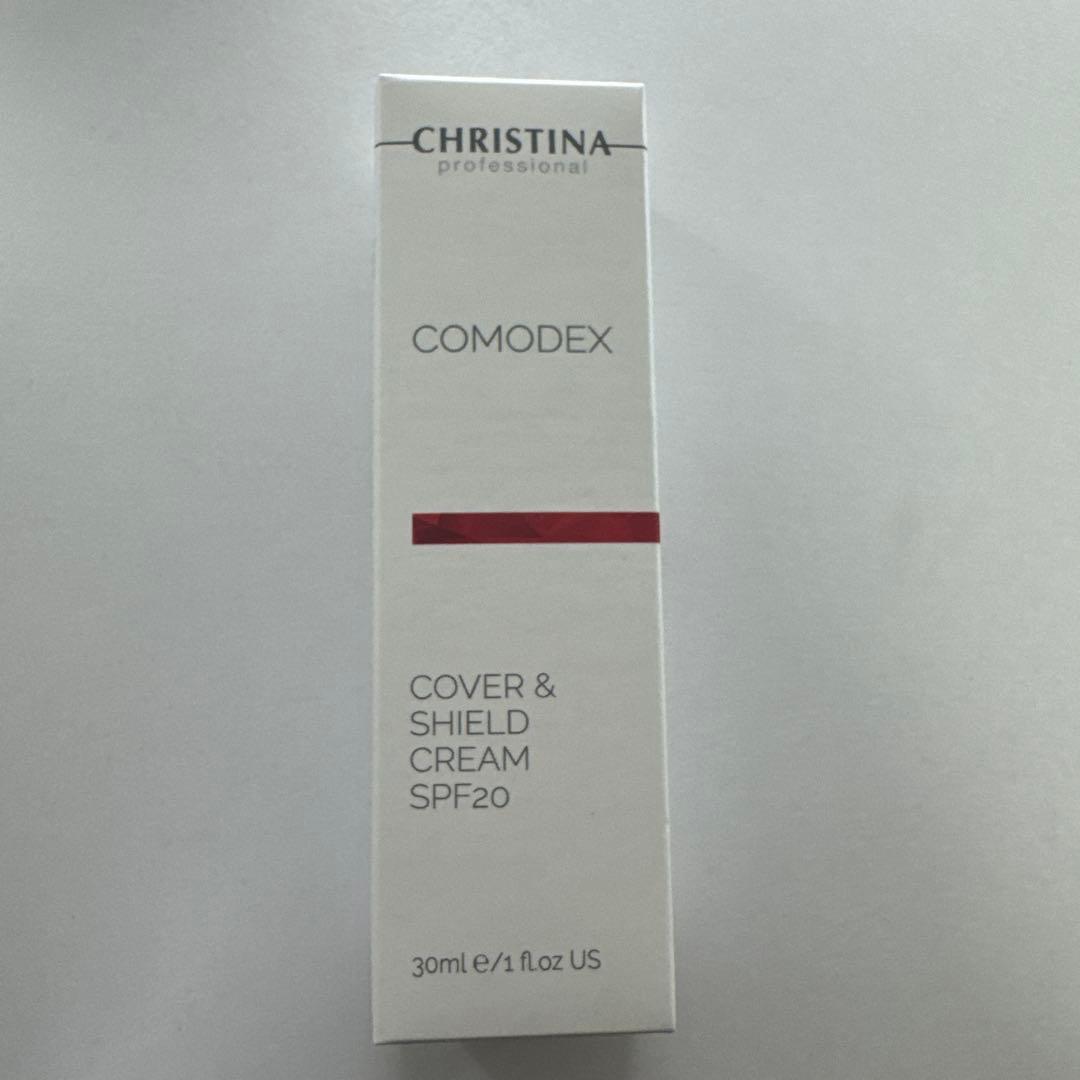 CHRISTINA
professional
COMODEX
COVER &
SHIELD
CREAM
SPF20
30ml e/1 fl.oz US